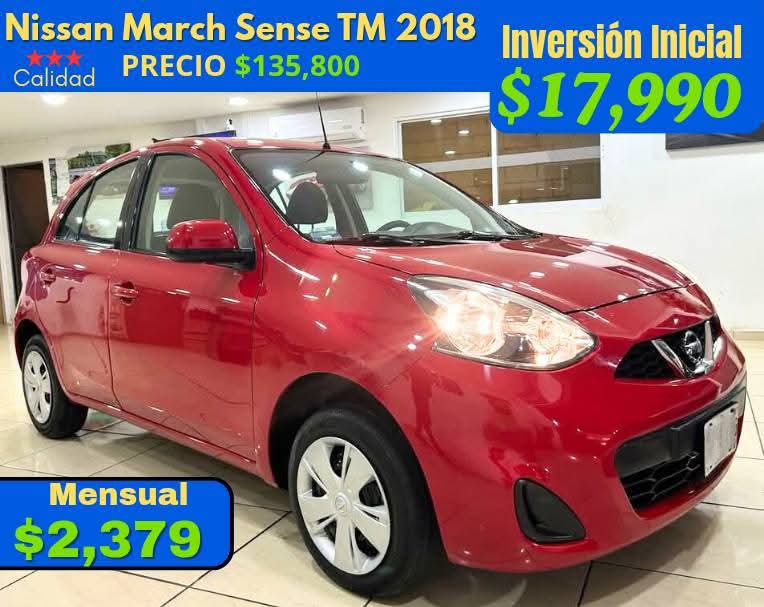 Nissan March Sense TM 2018
Calidad
PRECIO $135,800
Inversión Inicial
$17,990
Mensual
$2,379